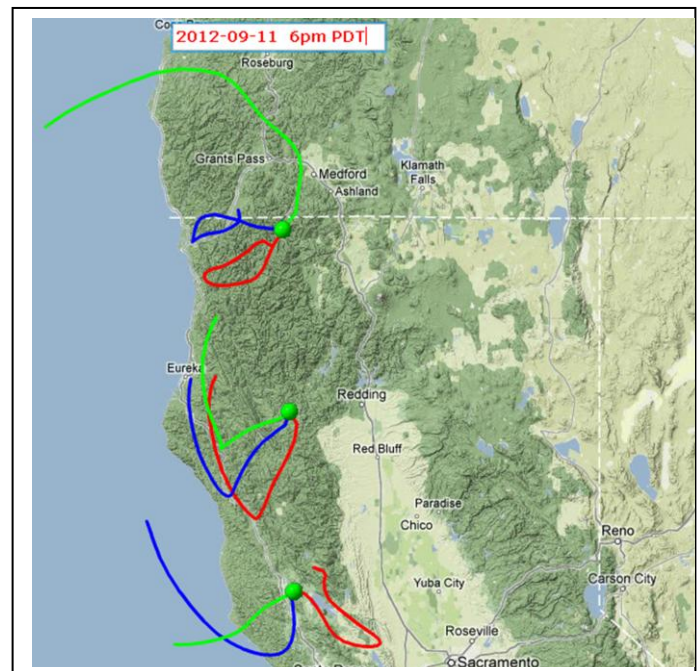 2012-09-11 6pm PDT
Roseburg
Grants Pass
Medford
Klamath
Falls
Ashland
Eureka
Redding
Red Bluff
Paradise
Chico
Reno
Yuba City
Carson City
Roseville
Sacramento